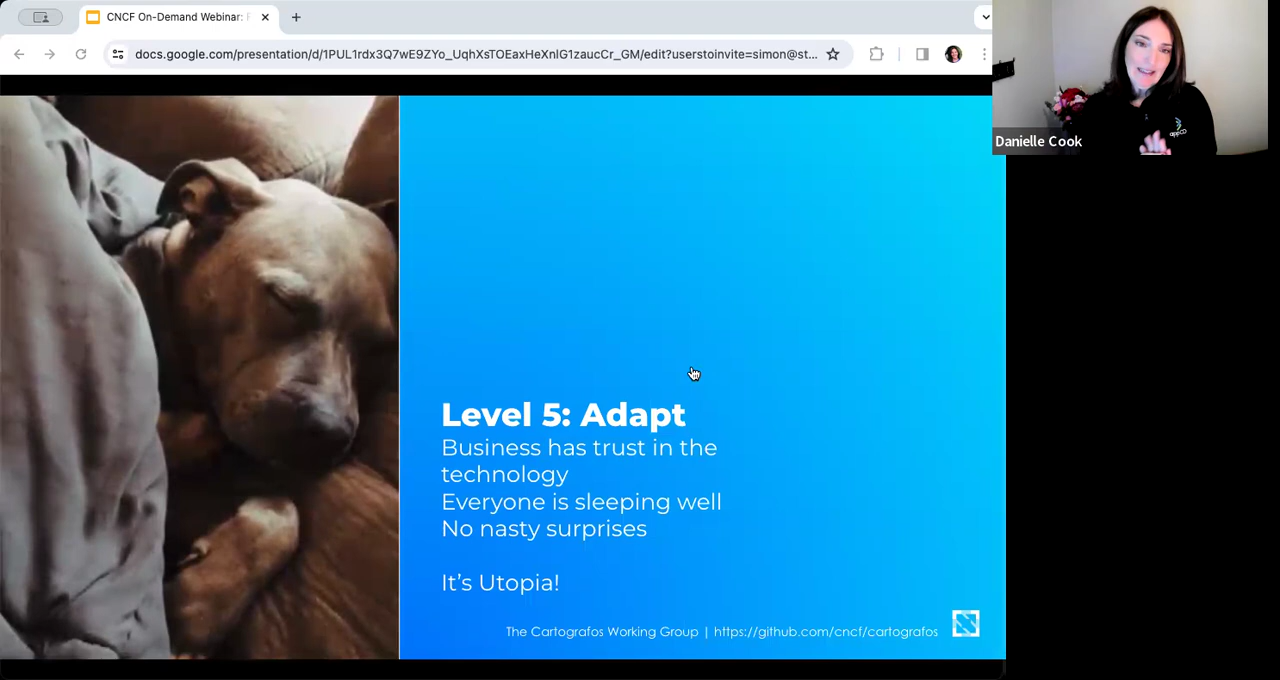 CNCF On-Demand Webinar:
docs.google.com/presentation/d/1PUL1rdx3Q7wE9ZYo_UqhXsTOEaxHeXnlG1zaucCr_GM/edit?userstoinvite=simon@st...
Danielle Cook
appCD
Level 5: Adapt
Business has trust in the
technology
Everyone is sleeping well
No nasty surprises
It's Utopia!
The Cartografos Working Group | https://github.com/cncf/cartografos